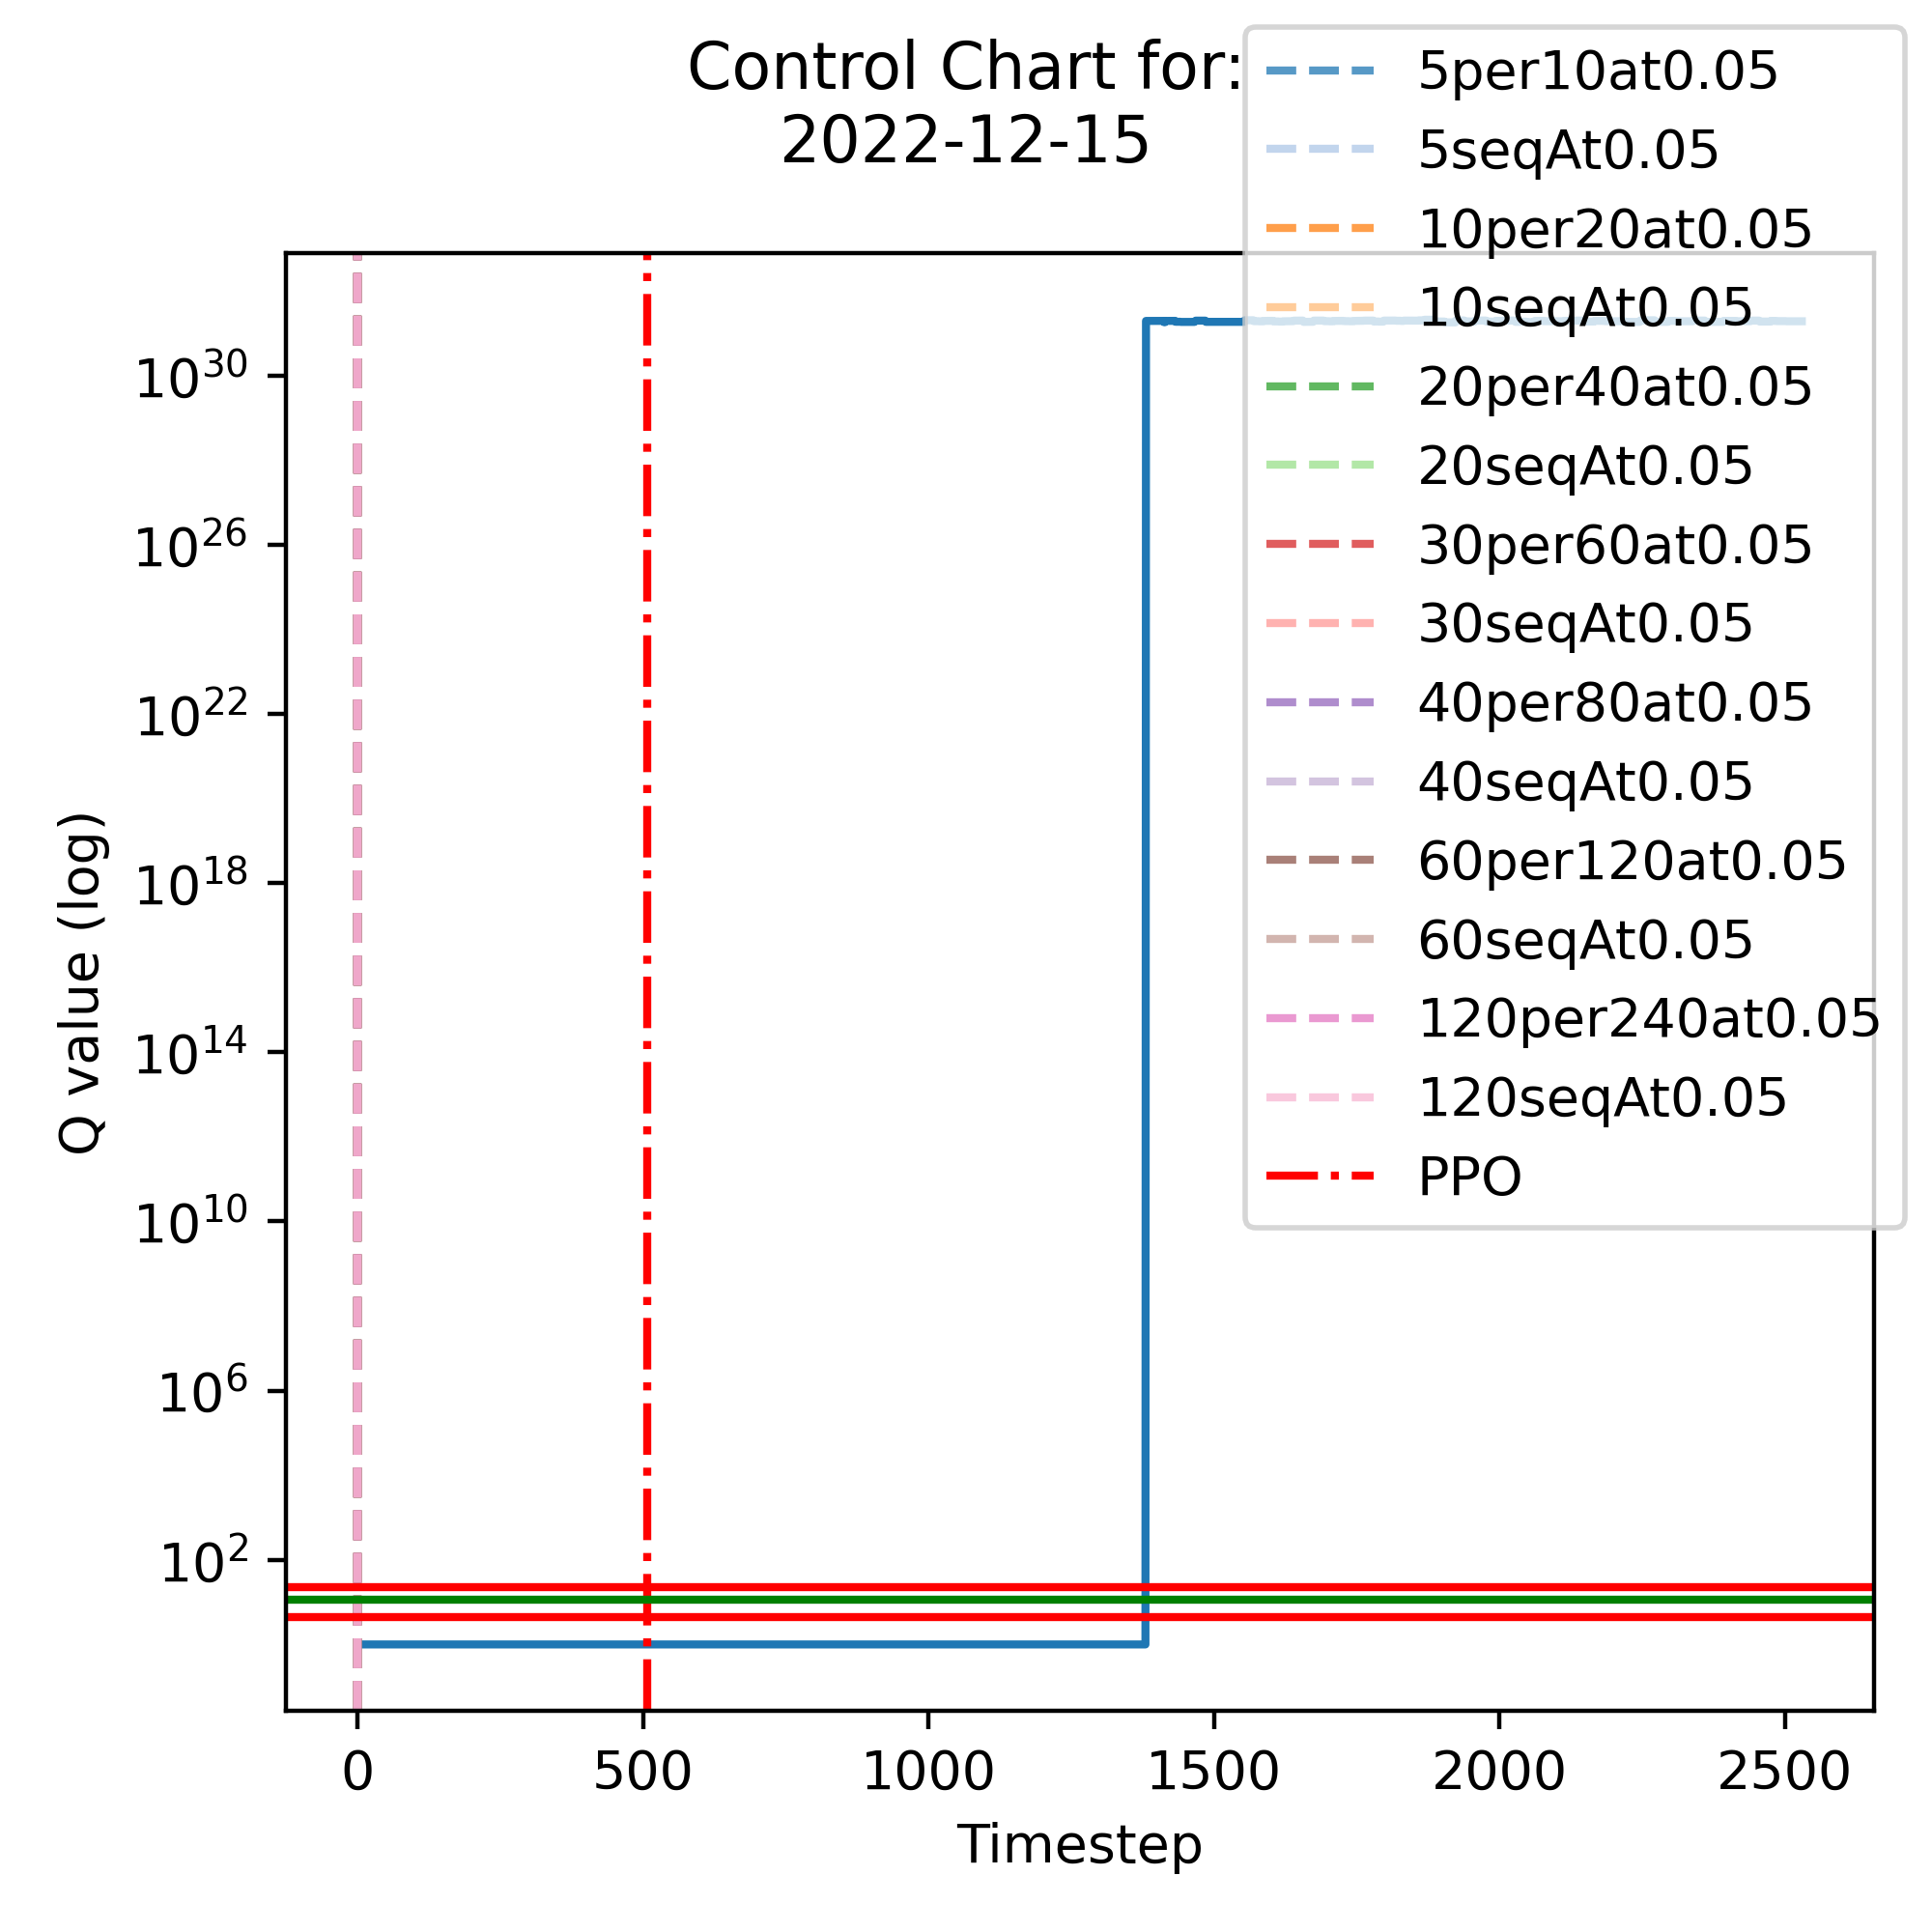 Control Chart for:
2022-12-15
5per10at0.05
5seqAt0.05
10per20at0.05
10seqAt0.05
20per40at0.05
20seqAt0.05
30per60at0.05
30seqAt0.05
40per80at0.05
40seqAt0.05
60per120at0.05
60seqAt0.05
120per240at0.05
120seqAt0.05
PPO
Q value (log)
10^30
10^26
10^22
10^18
10^14
10^10
10^6
10^2
0 500 1000 1500 2000 2500
Timestep